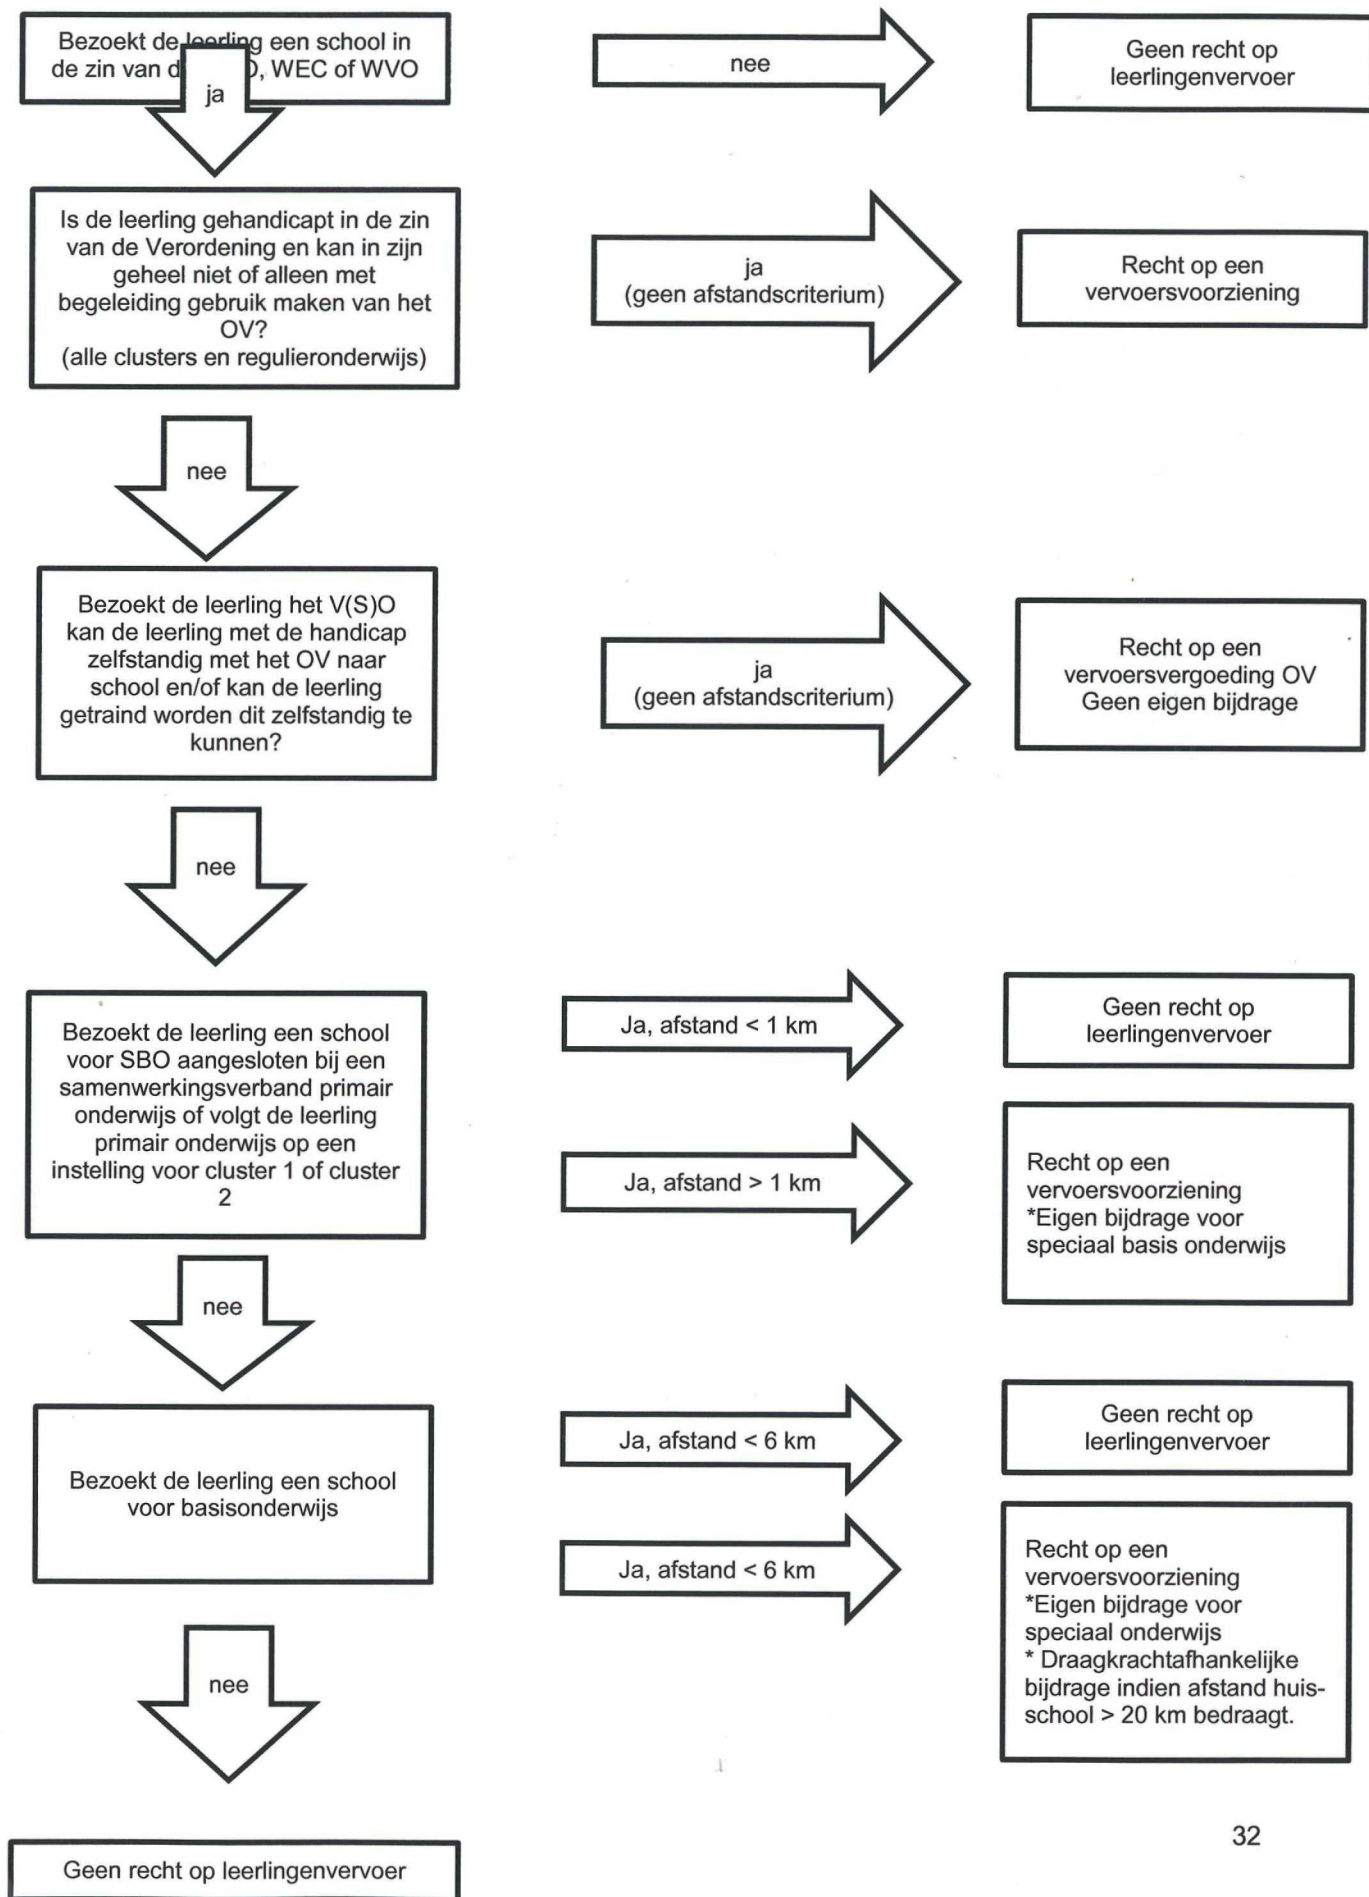 Bezoekt de leerling een school in
de zin van de , WEC of WVO
ja
nee
Geen recht op
leerlingenvervoer
Is de leerling gehandicapt in de zin
van de Verordening en kan in zijn
geheel niet of alleen met
begeleiding gebruik maken van het
OV?
(alle clusters en regulieronderwijs)
ja
(geen afstandscriterium)
Recht op een
vervoersvoorziening
nee
Bezoekt de leerling het V(S)O
kan de leerling met de handicap
zelfstandig met het OV naar
school en/of kan de leerling
getraind worden dit zelfstandig te
kunnen?
ja
(geen afstandscriterium)
Recht op een
vervoersvergoeding OV
Geen eigen bijdrage
nee
Bezoekt de leerling een school
voor SBO aangesloten bij een
samenwerkingsverband primair
onderwijs of volgt de leerling
primair onderwijs op een
instelling voor cluster 1 of cluster
2
Ja, afstand < 1 km
Geen recht op
leerlingenvervoer
Ja, afstand > 1 km
Recht op een
vervoersvoorziening
*Eigen bijdrage voor
speciaal basis onderwijs
nee
Bezoekt de leerling een school
voor basisonderwijs
Ja, afstand < 6 km
Geen recht op
leerlingenvervoer
Ja, afstand < 6 km
Recht op een
vervoersvoorziening
*Eigen bijdrage voor
speciaal onderwijs
* Draagkrachtafhankelijke
bijdrage indien afstand huis-
school > 20 km bedraagt.
nee
Geen recht op leerlingenvervoer
32